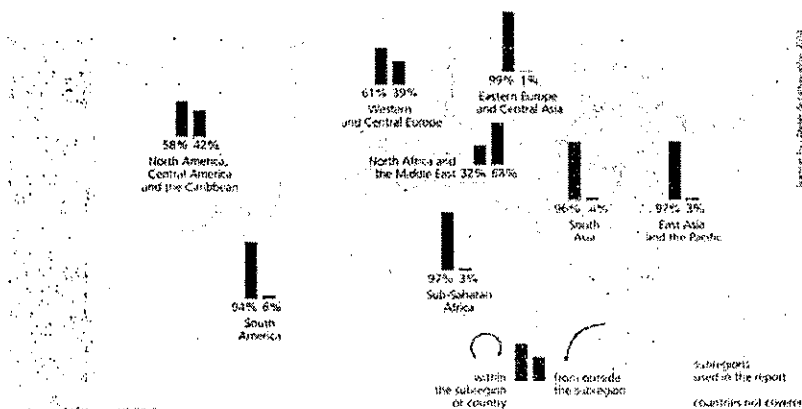 99% 1%
Eastern Europe
and Central Asia
61% 39%
Western
and Central Europe
58% 42%
North America,
Central America
and the Caribbean
North Africa and
the Middle East 32% 68%
96% 4%
South
Asia
97% 3%
East Asia
and the Pacific
97% 3%
Sub-Saharan
Africa
94% 6%
South
America
within
the subregion
or country
from outside
the subregion
subregions
used in the report
countries not covered